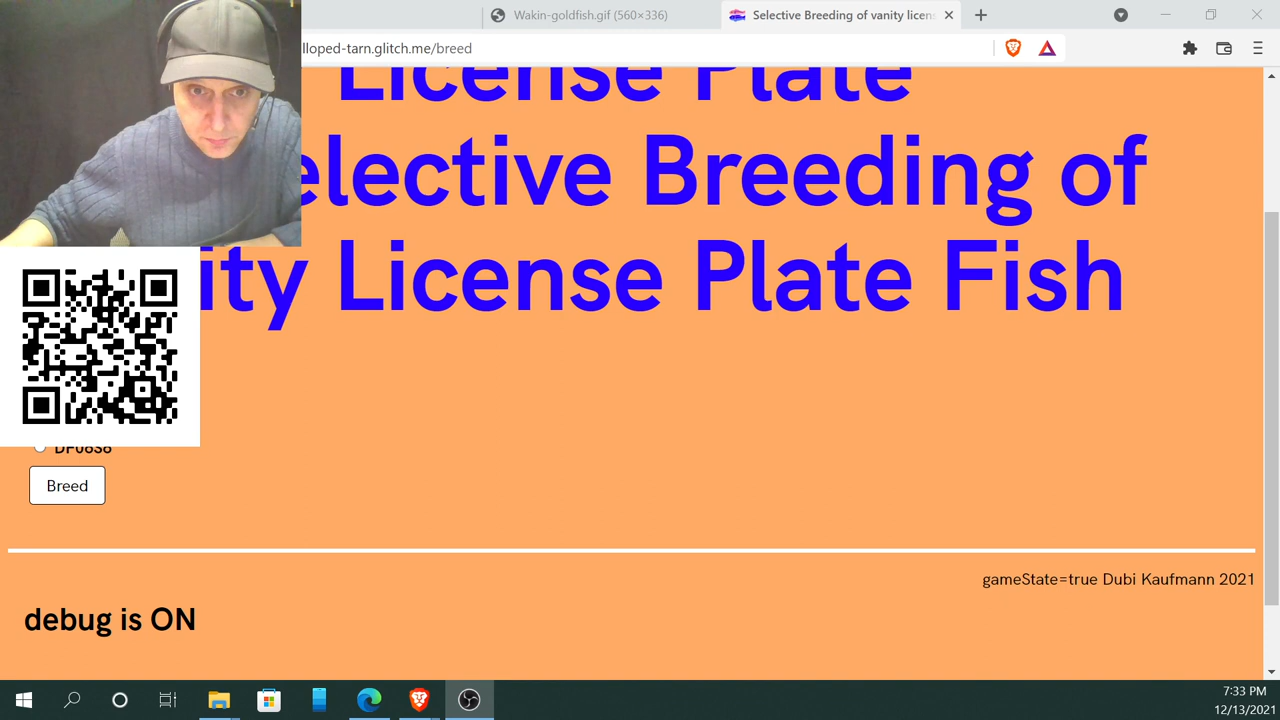 Wakin-goldfish.gif (560×336)
Selective Breeding of vanity licens
lloped-tarn.glitch.me/breed
License Plate
elective Breeding of
ity License Plate Fish
DF06S6
Breed
gameState=true Dubi Kaufmann 2021
debug is ON
7:33 PM
12/13/2021